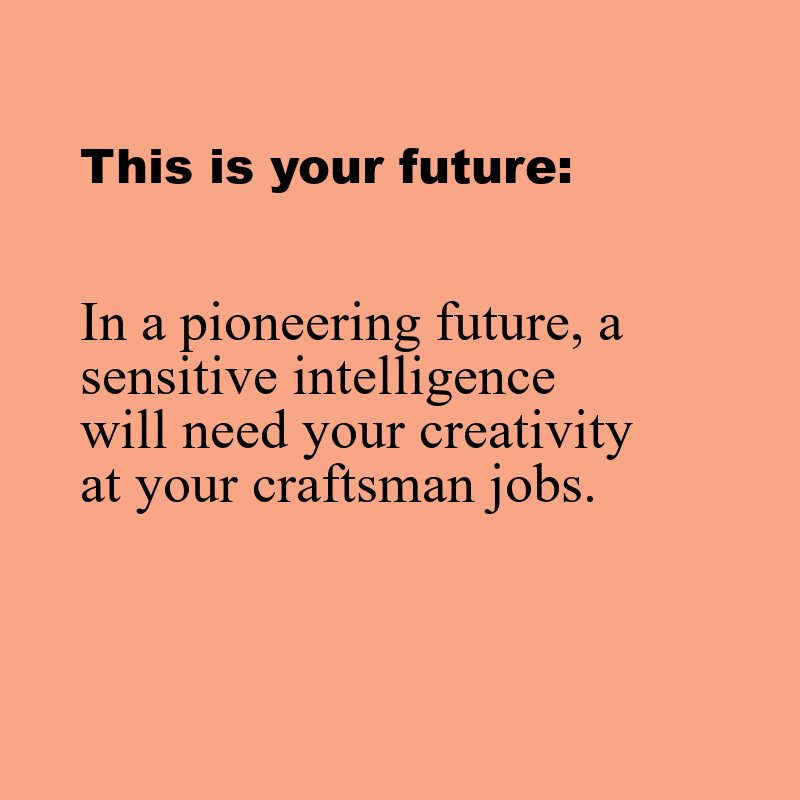 This is your future:
In a pioneering future, a
sensitive intelligence
will need your creativity
at your craftsman jobs.